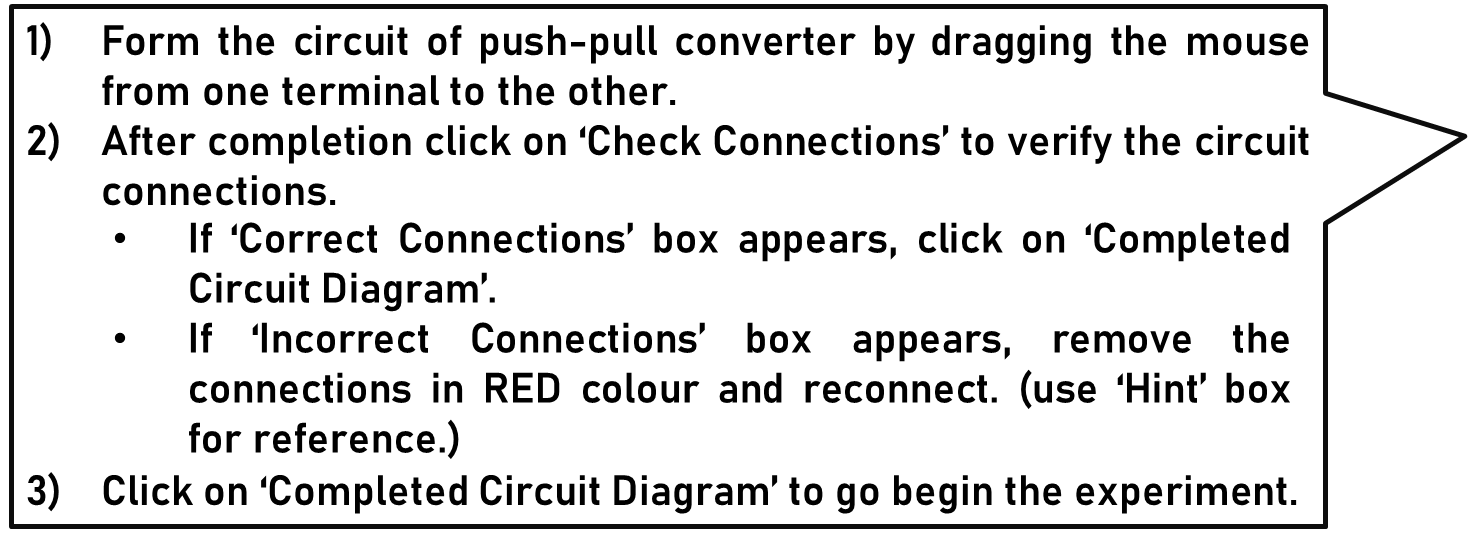 1) Form the circuit of push-pull converter by dragging the mouse
from one terminal to the other.
2) After completion click on ‘Check Connections’ to verify the circuit
connections.
• If ‘Correct Connections’ box appears, click on ‘Completed
Circuit Diagram’.
• If ‘Incorrect Connections’ box appears, remove the
connections in RED colour and reconnect. (use ‘Hint’ box
for reference.)
3) Click on ‘Completed Circuit Diagram’ to go begin the experiment.